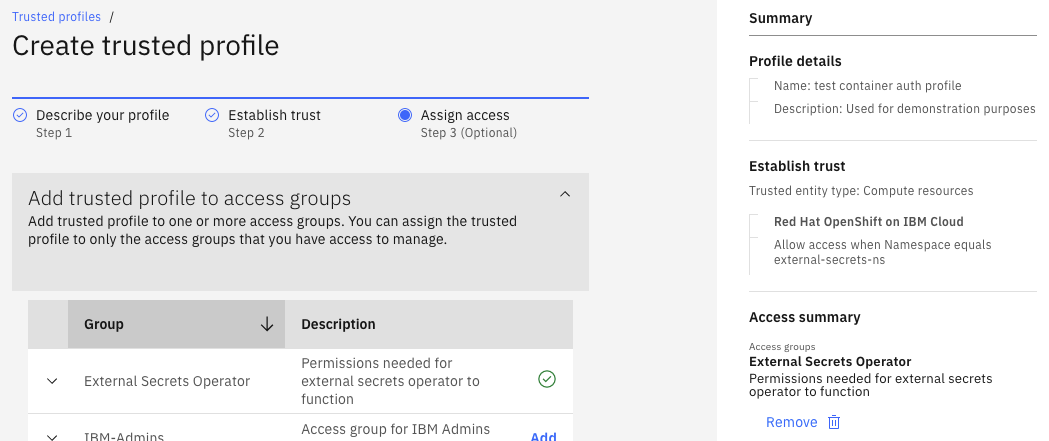 Trusted profiles /
Create trusted profile
Describe your profile
Step 1
Establish trust
Step 2
Assign access
Step 3 (Optional)
Add trusted profile to access groups
Add trusted profile to one or more access groups. You can assign the trusted
profile to only the access groups that you have access to manage.
Group
Description
External Secrets Operator
Permissions needed for
external secrets operator to
function
IBM-Admins
Access group for IBM Admins
Add
Summary
Profile details
Name: test container auth profile
Description: Used for demonstration purposes
Establish trust
Trusted entity type: Compute resources
Red Hat OpenShift on IBM Cloud
Allow access when Namespace equals
external-secrets-ns
Access summary
Access groups
External Secrets Operator
Permissions needed for external secrets
operator to function
Remove